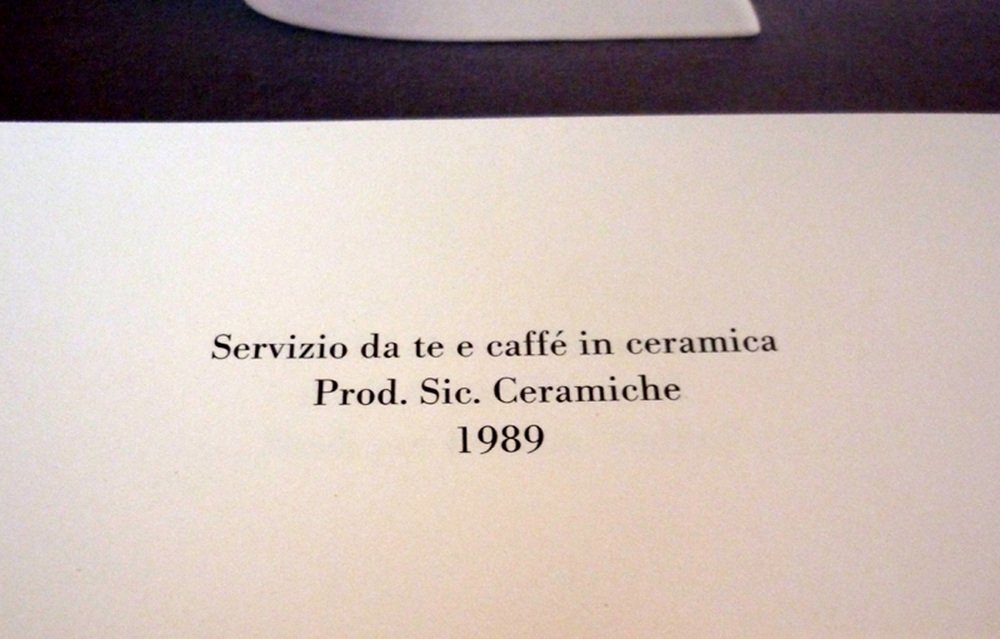 Servizio da te e caffé in ceramica
Prod. Sic. Ceramiche
1989